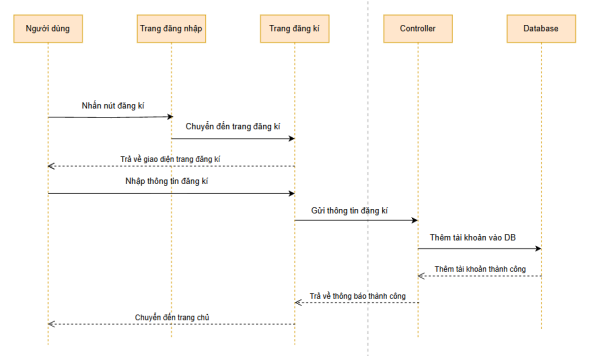 Người dùng
Trang đăng nhập
Trang đăng kí
Controller
Database
Nhấn nút đăng kí
Chuyển đến trang đăng kí
Trả về giao diện trang đăng kí
Nhập thông tin đăng kí
Gửi thông tin đăng kí
Thêm tài khoản vào DB
Thêm tài khoản thành công
Trả về thông báo thành công
Chuyển đến trang chủ